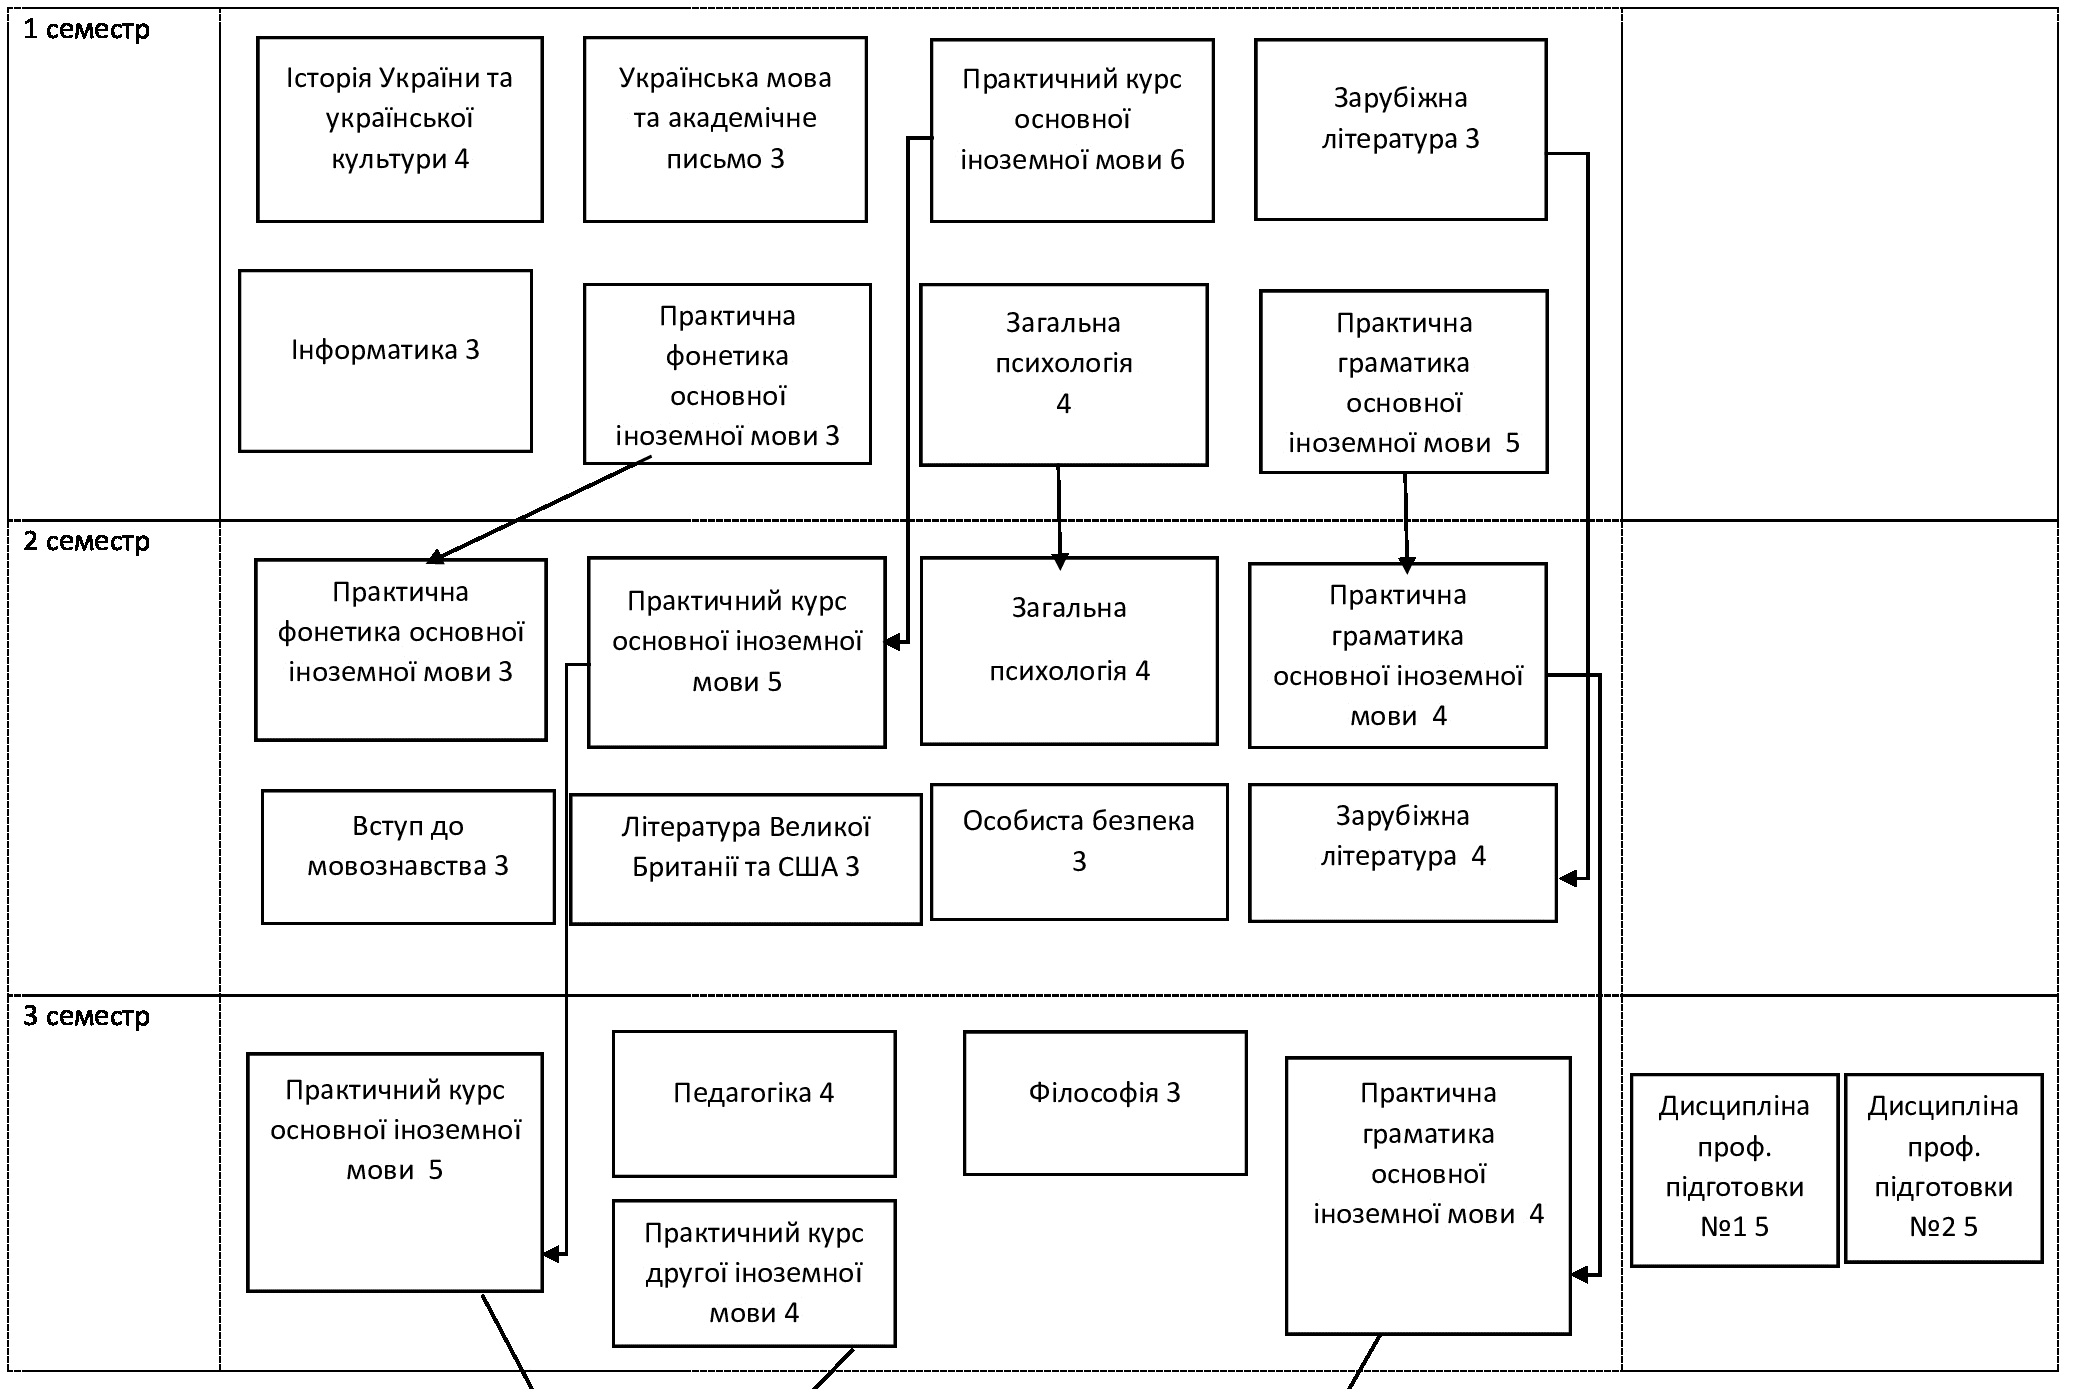 1 семестр
Історія України та
української
культури 4
Українська мова
та академічне
письмо 3
Практичний курс
основної
іноземної мови 6
Зарубіжна
література 3
Інформатика 3
Практична
фонетика
основної
іноземної мови 3
Загальна
психологія
4
Практична
граматика
основної
іноземної мови  5
2 семестр
Практична
фонетика основної
іноземної мови 3
Практичний курс
основної іноземної
мови 5
Загальна
психологія 4
Практична
граматика
основної іноземної
мови  4
Вступ до
мовознавства 3
Література Великої
Британії та США 3
Особиста безпека
3
Зарубіжна
література  4
3 семестр
Практичний курс
основної іноземної
мови  5
Педагогіка 4
Філософія 3
Практична
граматика
основної
іноземної мови  4
Дисципліна
проф.
підготовки
№1 5
Дисципліна
проф.
підготовки
№2 5
Практичний курс
другої іноземної
мови 4